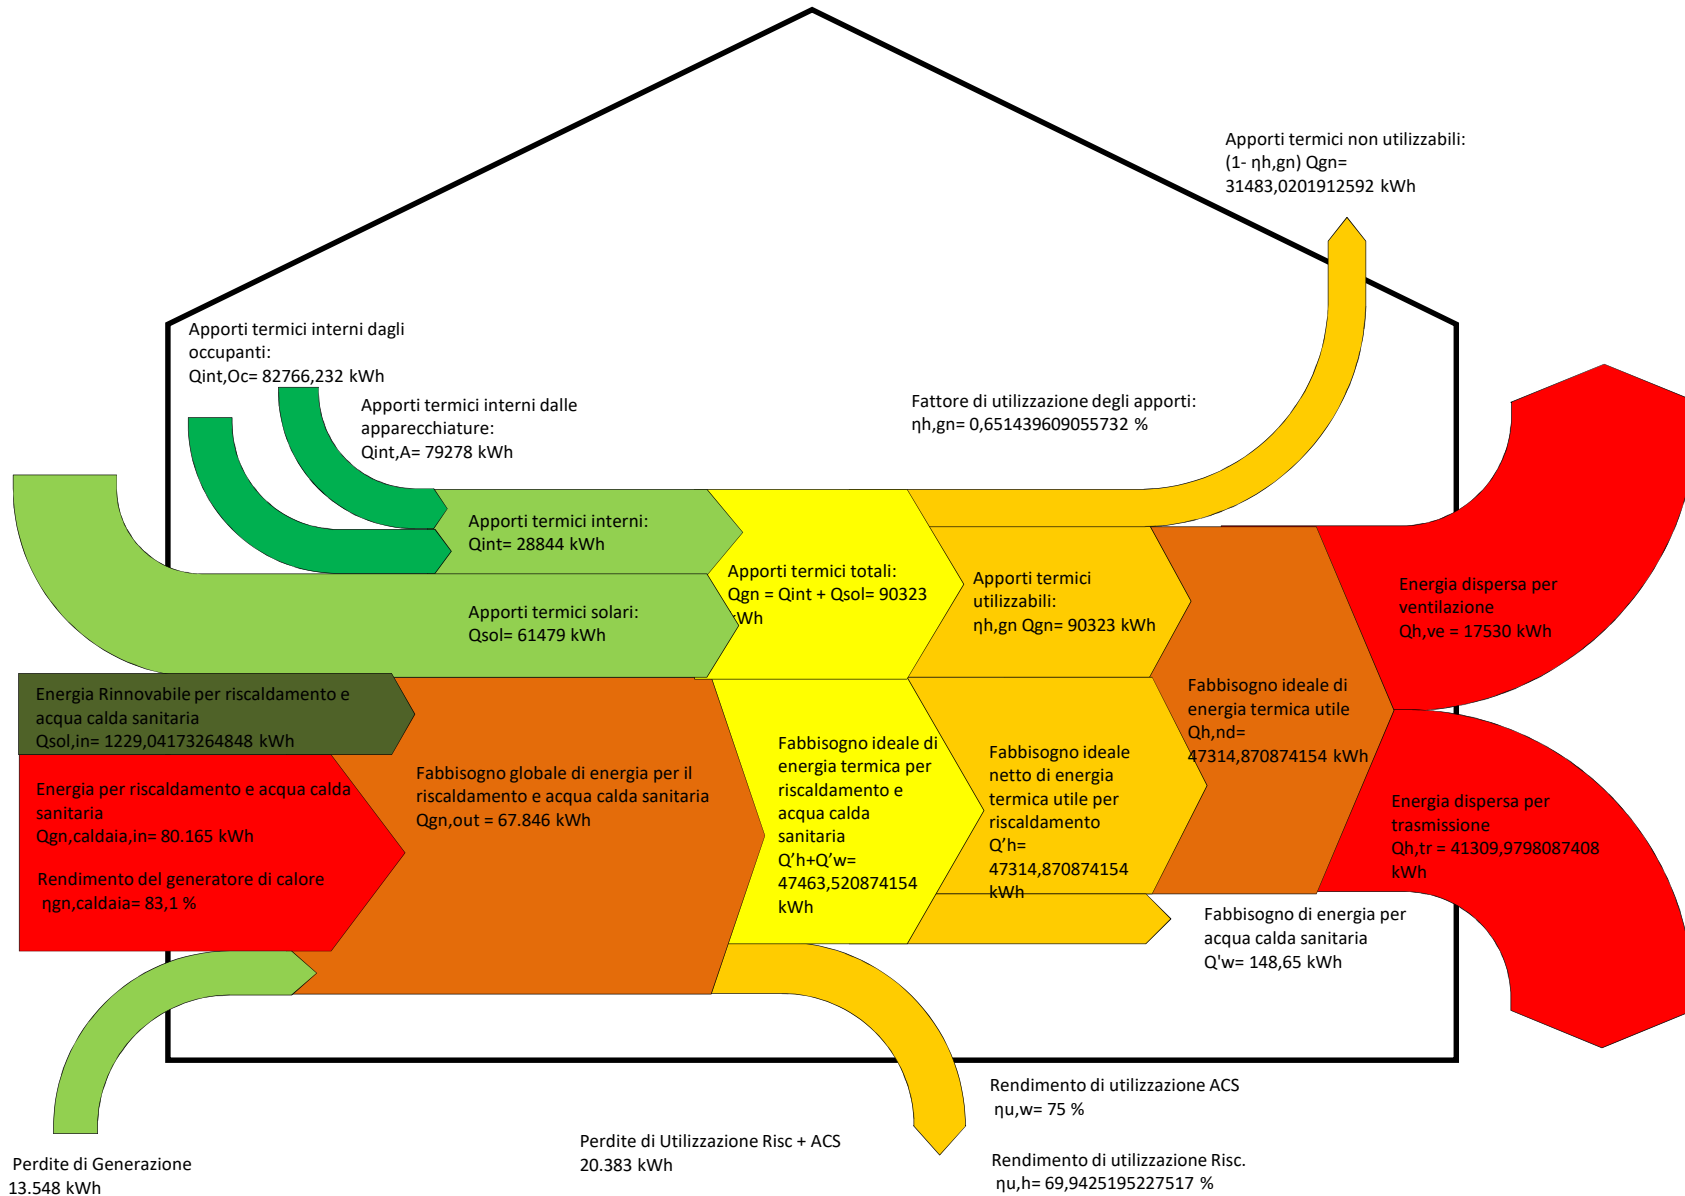 Apporti termici non utilizzabili:
(1- ηh,gn) Qgn=
31483,0201912592 kWh
Apporti termici interni dagli
occupanti:
Qint,Oc= 82766,232 kWh
Apporti termici interni dalle
apparecchiature:
Qint,A= 79278 kWh
Fattore di utilizzazione degli apporti:
ηh,gn= 0,651439609055732 %
Apporti termici interni:
Qint= 28844 kWh
Apporti termici solari:
Qsol= 61479 kWh
Apporti termici totali:
Qgn = Qint + Qsol= 90323
kWh
Apporti termici
utilizzabili:
ηh,gn Qgn= 90323 kWh
Energia dispersa per
ventilazione
Qh,ve = 17530 kWh
Energia Rinnovabile per riscaldamento e
acqua calda sanitaria
Qsol,in= 1229,04173264848 kWh
Energia per riscaldamento e acqua calda
sanitaria
Qgn,caldaia,in= 80.165 kWh
Rendimento del generatore di calore
ηgn,caldaia= 83,1 %
Fabbisogno globale di energia per il
riscaldamento e acqua calda sanitaria
Qgn,out = 67.846 kWh
Fabbisogno ideale di
energia termica per
riscaldamento e
acqua calda
sanitaria
Q’h+Q’w=
47463,520874154
kWh
Fabbisogno ideale
netto di energia
termica utile per
riscaldamento
Q’h=
47314,870874154
kWh
Fabbisogno ideale di
energia termica utile
Qh,nd=
47314,870874154 kWh
Energia dispersa per
trasmissione
Qh,tr = 41309,9798087408
kWh
Fabbisogno di energia per
acqua calda sanitaria
Q'w= 148,65 kWh
Perdite di Generazione
13.548 kWh
Perdite di Utilizzazione Risc + ACS
20.383 kWh
Rendimento di utilizzazione ACS
ηu,w= 75 %
Rendimento di utilizzazione Risc.
ηu,h= 69,9425195227517 %